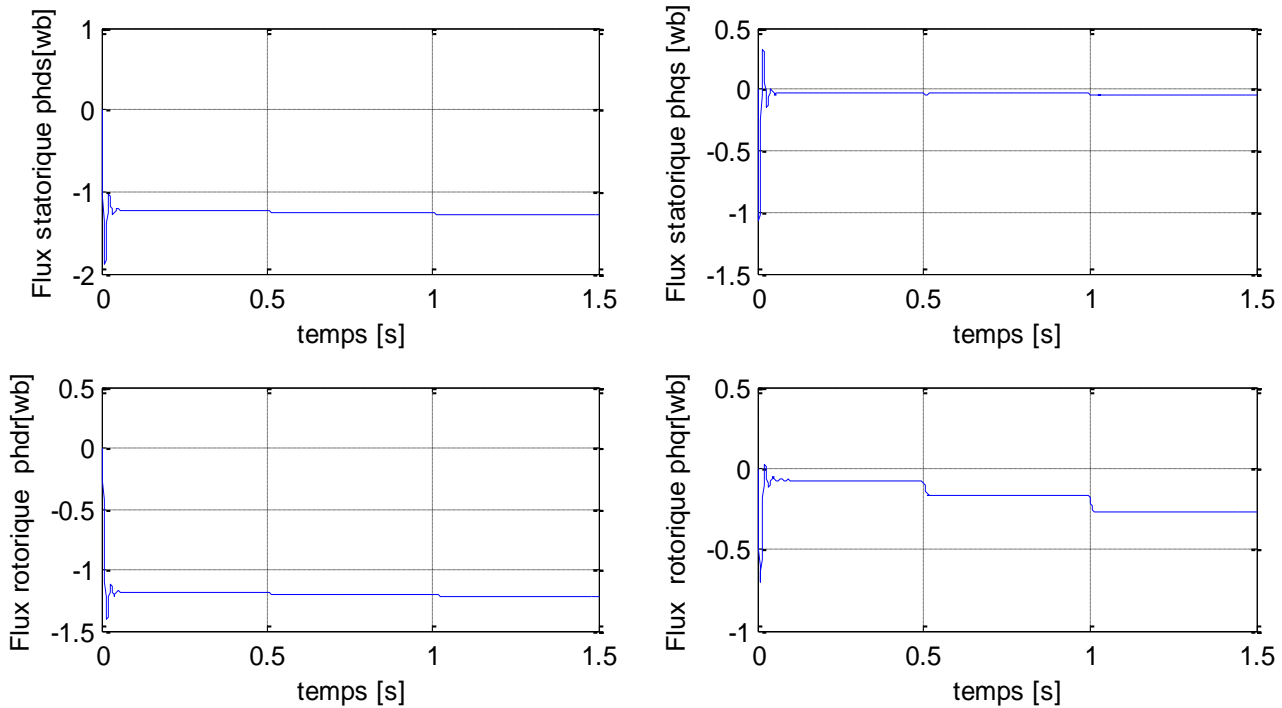 Flux statorique phds[wb]
1
0
-1
-2
0 0.5 1 1.5
temps [s]
Flux statorique phqs [wb]
0.5
0
-0.5
-1
-1.5
0 0.5 1 1.5
temps [s]
Flux rotorique phdr[wb]
0.5
0
-0.5
-1
-1.5
0 0.5 1 1.5
temps [s]
Flux rotorique phqr[wb]
0.5
0
-0.5
-1
0 0.5 1 1.5
temps [s]